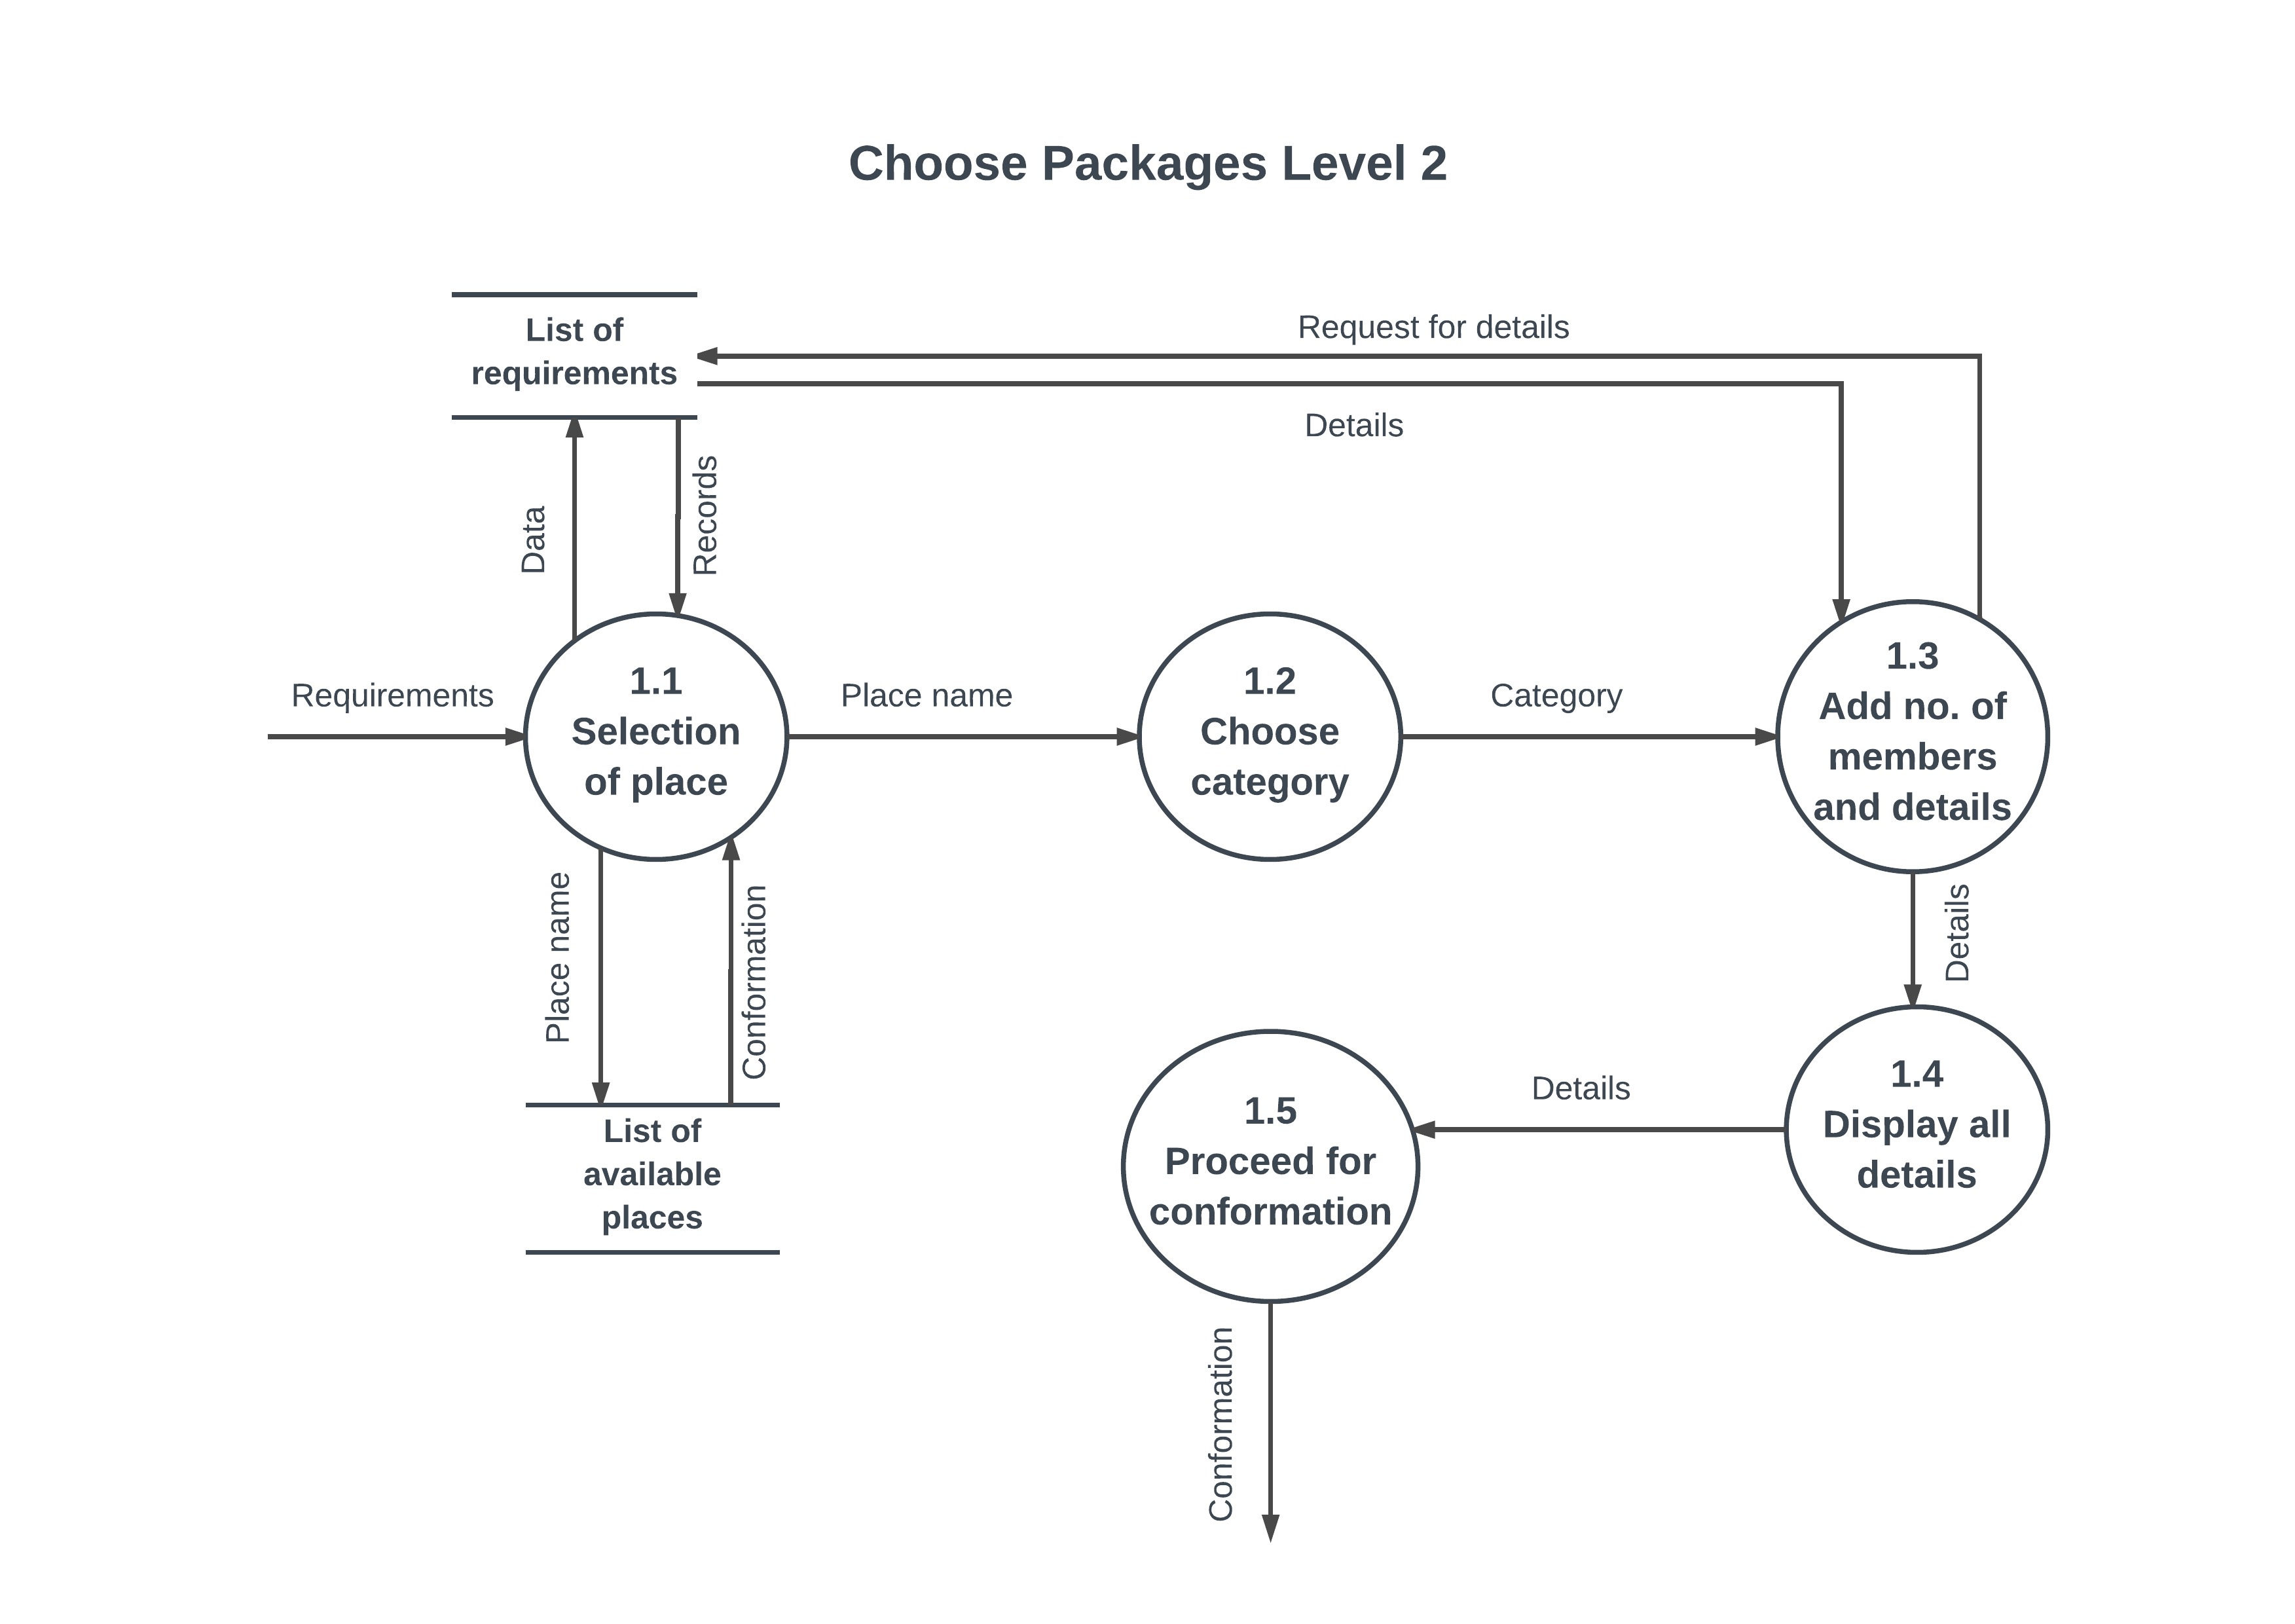 Choose Packages Level 2
List of
requirements
Request for details
Details
Data
Records
Requirements
1.1
Selection
of place
Place name
1.2
Choose
category
Category
1.3
Add no. of
members
and details
Place name
Conformation
Details
List of
available
places
1.5
Proceed for
conformation
Details
1.4
Display all
details
Conformation